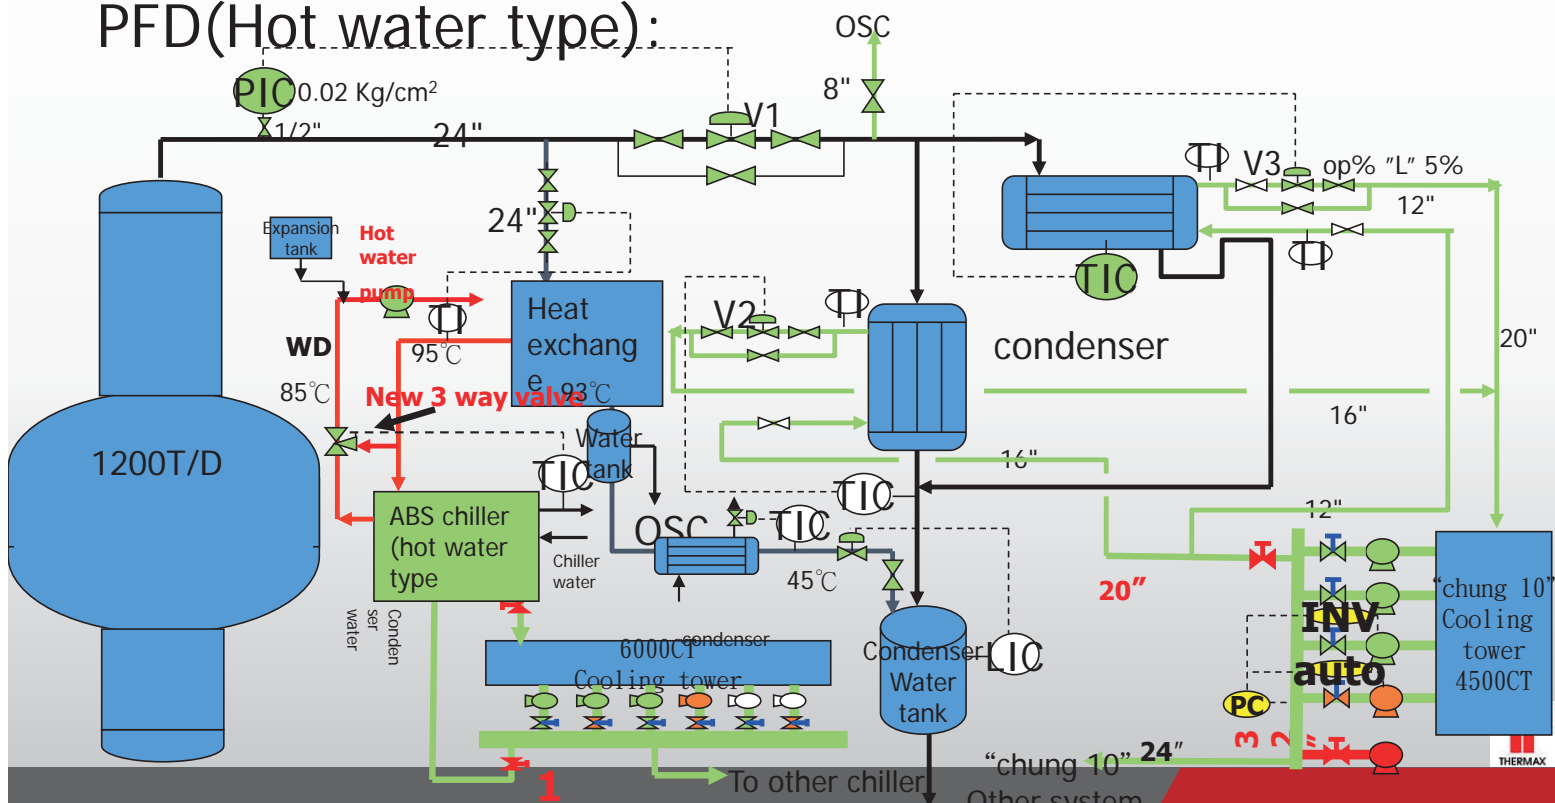 PFD(Hot water type):
OSC
PIC 0.02 Kg/cm²
8"
1/2"
24"
V1
TI
V3
op% "L" 5%
12"
24"
Expansion
tank
Hot
water
pump
TI
TIC
Heat
exchang
e
V2
TI
TI
condenser
20"
WD
95℃
85℃
93℃
New 3 way valve
16"
1200T/D
Water
tank
TIC
16"
TIC
12"
ABS chiller
(hot water
type
OSC
TIC
Chiller
water
45℃
20"
"chung 10"
Cooling
tower
4500CT
INV
auto
PC
Conden
ser
water
condenser
6000CT
Cooling tower
Condenser
Water
tank
LIC
3
2"
24"
"chung 10"
Other system
To other chiller
1
THERMAX